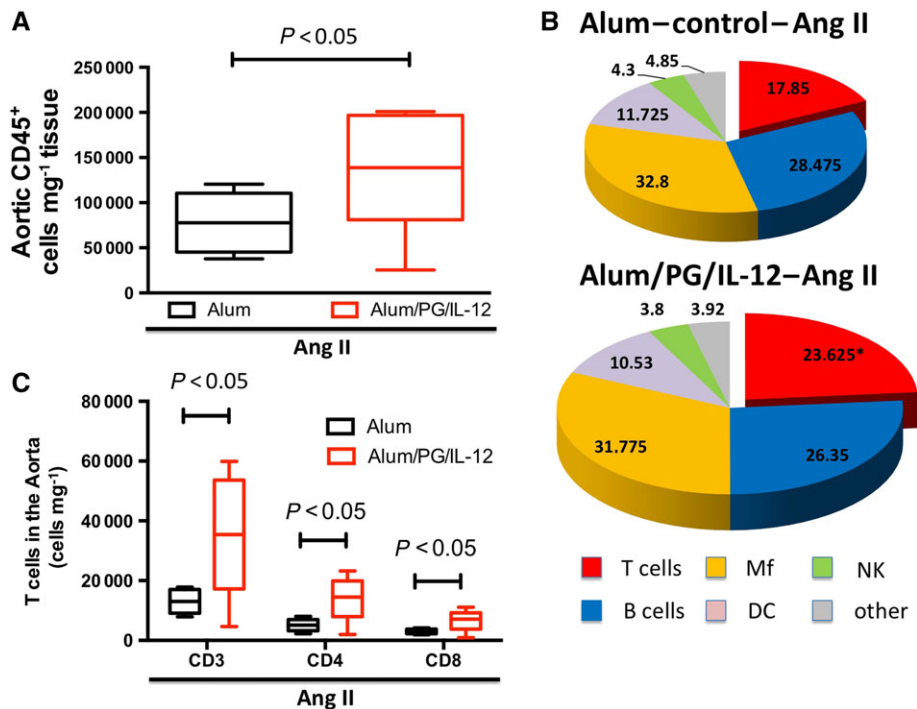 A
P < 0.05
Aortic CD45+
cells mg-1 tissue
250 000
200 000
150 000
100 000
50 000
0
Alum
Alum/PG/IL-12
Ang II
B
Alum–control–Ang II
4.3
4.85
17.85
11.725
28.475
32.8
Alum/PG/IL-12–Ang II
3.8
3.92
23.625*
10.53
31.775
26.35
T cells
Mf
NK
B cells
DC
other
C
P < 0.05
T cells in the Aorta
(cells mg-1)
80 000
60 000
40 000
20 000
0
Alum
Alum/PG/IL-12
P < 0.05
P < 0.05
CD3
CD4
CD8
Ang II